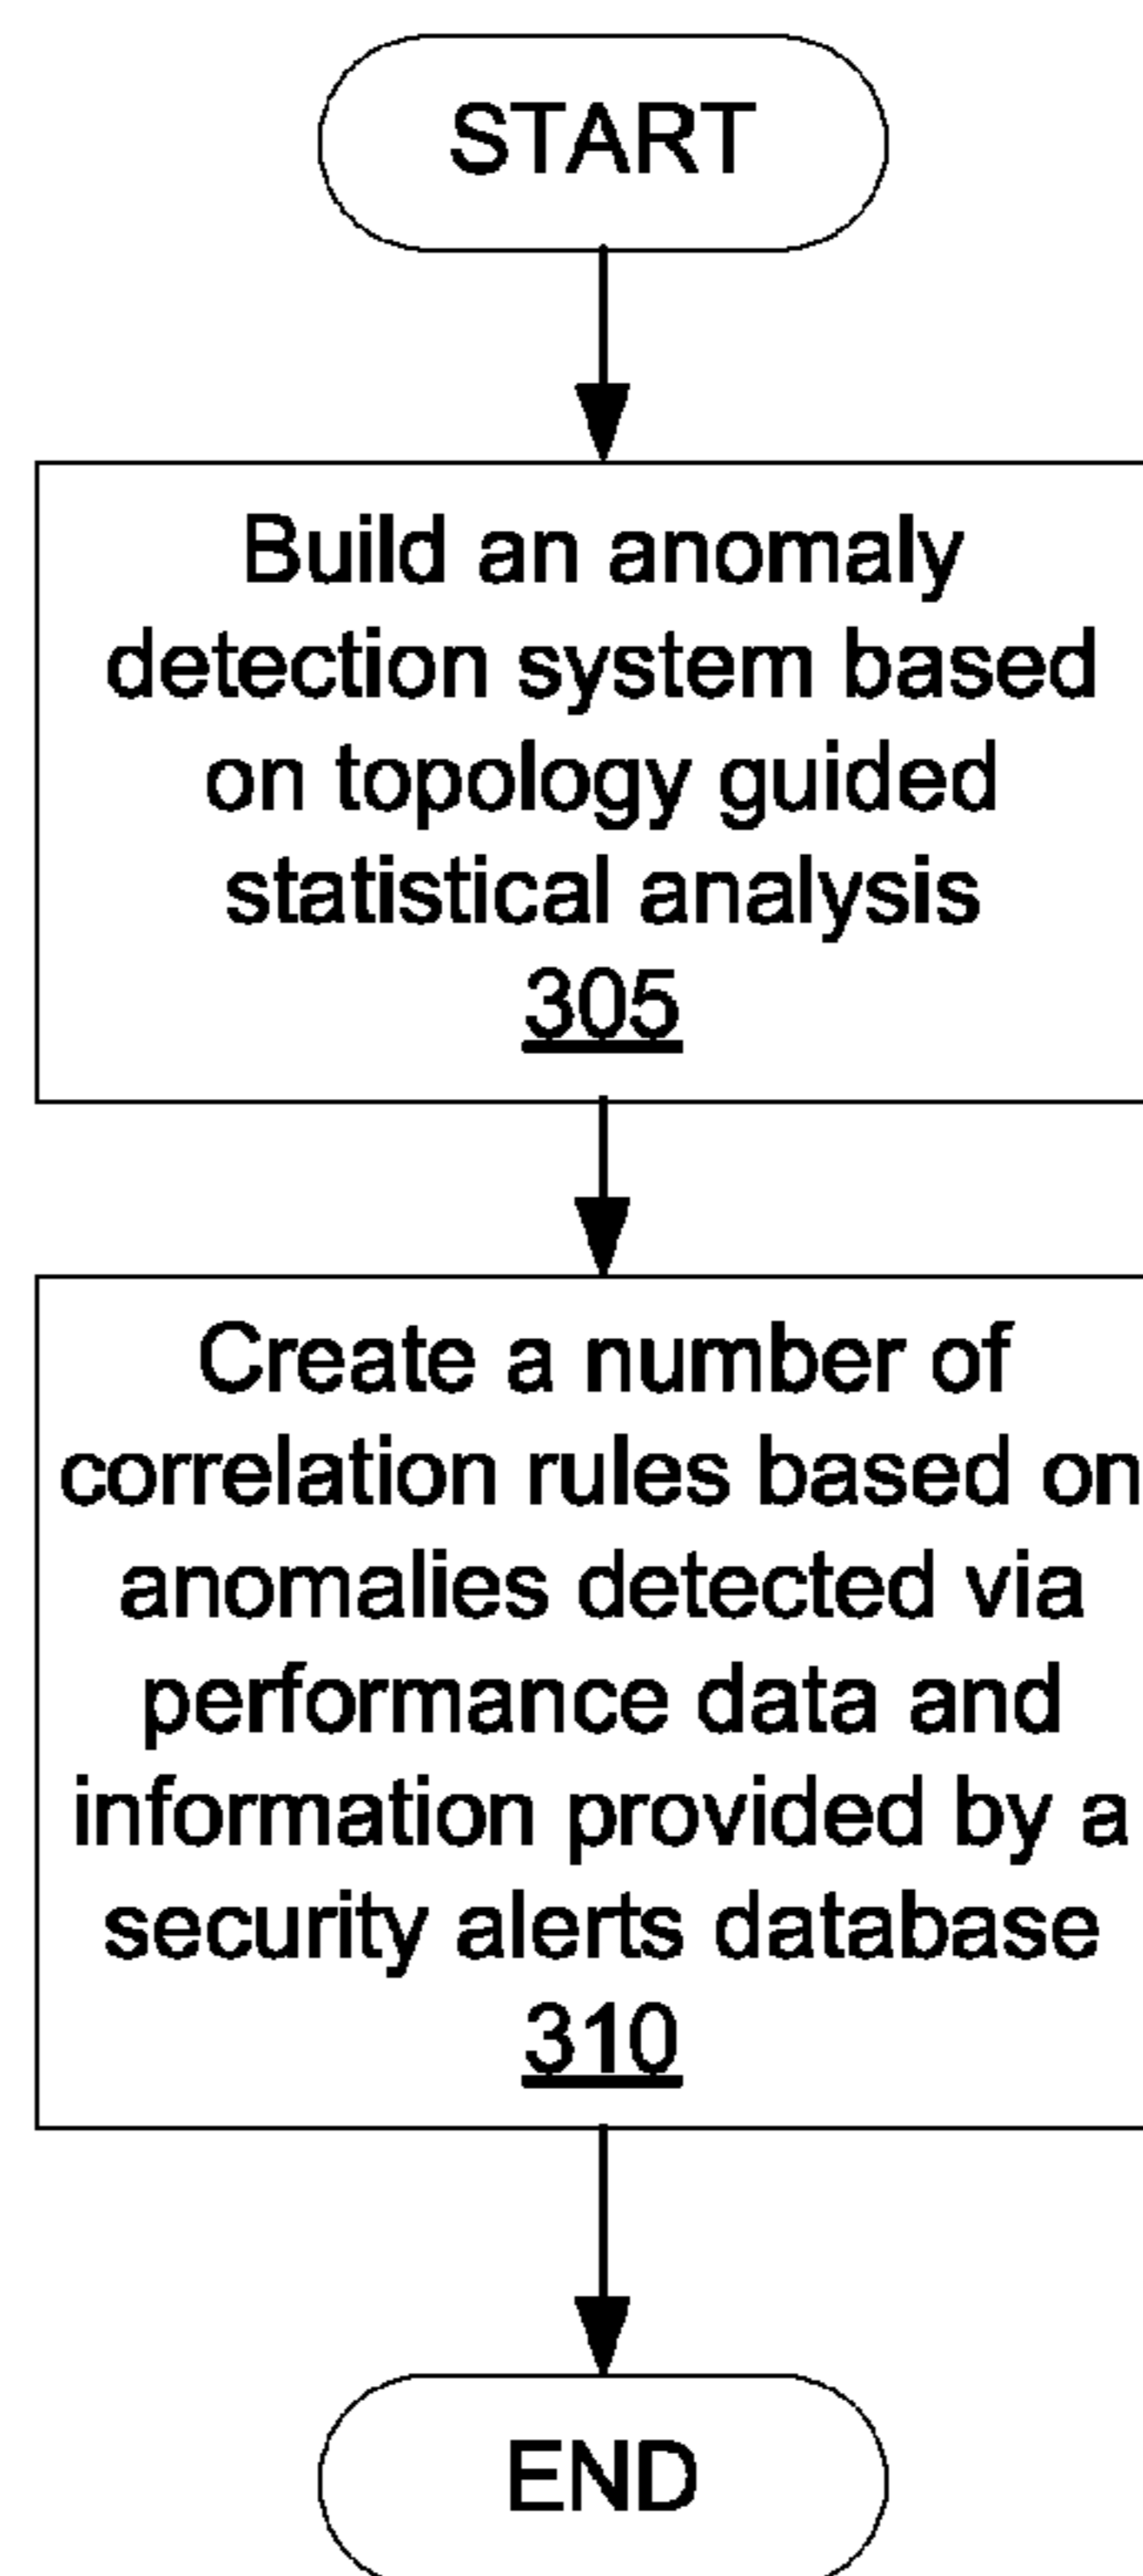 START
Build an anomaly
detection system based
on topology guided
statistical analysis
305
Create a number of
correlation rules based on
anomalies detected via
performance data and
information provided by a
security alerts database
310
END